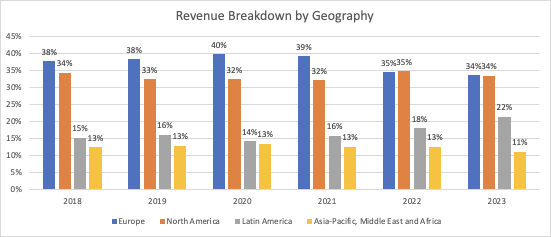 Revenue Breakdown by Geography
45%
40%
35%
30%
25%
20%
15%
10%
5%
0%
38% 34% 15% 13%
38% 33% 16% 13%
40% 32% 14% 13%
39% 32% 16% 13%
35% 35% 18% 13%
34% 34% 22% 11%
2018 2019 2020 2021 2022 2023
Europe North America Latin America Asia-Pacific, Middle East and Africa